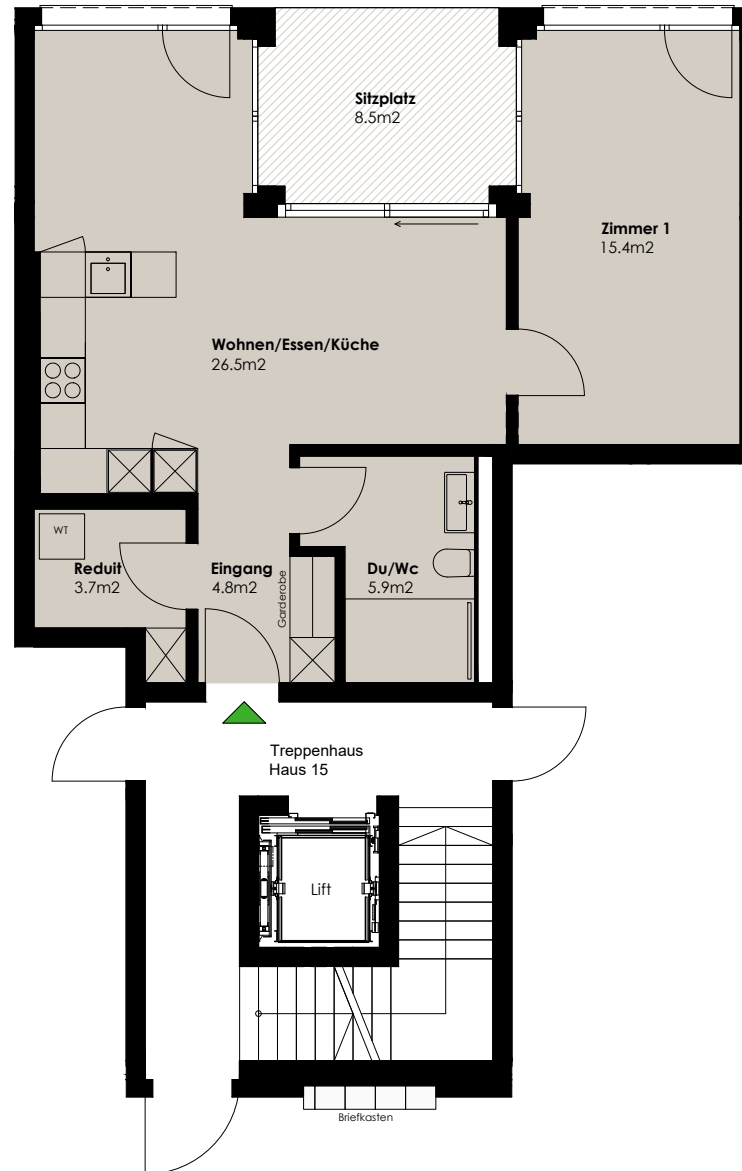 Sitzplatz
8.5m2
Zimmer 1
15.4m2
Wohnen/Essen/Küche
26.5m2
WT
Reduit
3.7m2
Eingang
4.8m2
Garderobe
Du/Wc
5.9m2
Treppenhaus
Haus 15
Lift
Briefkasten